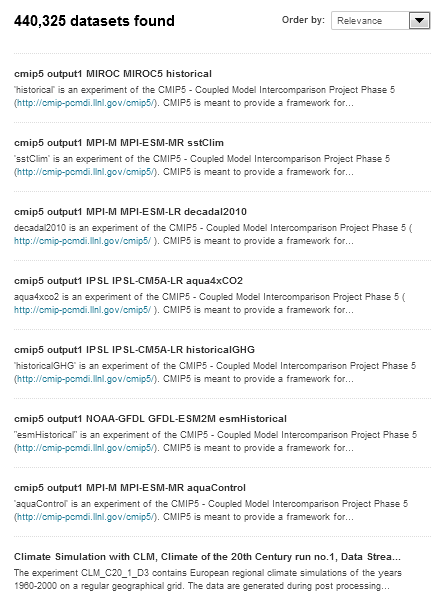 440,325 datasets found
Order by: Relevance
cmip5 output1 MIROC MIROC5 historical
'historical' is an experiment of the CMIP5 - Coupled Model Intercomparison Project Phase 5
(http://cmip-pcmdi.llnl.gov/cmip5/). CMIP5 is meant to provide a framework for...
cmip5 output1 MPI-M MPI-ESM-MR sstClim
'sstClim' is an experiment of the CMIP5 - Coupled Model Intercomparison Project Phase 5
(http://cmip-pcmdi.llnl.gov/cmip5/). CMIP5 is meant to provide a framework for...
cmip5 output1 MPI-M MPI-ESM-LR decadal2010
decadal2010 is an experiment of the CMIP5 - Coupled Model Intercomparison Project Phase 5 (
http://cmip-pcmdi.llnl.gov/cmip5/ ). CMIP5 is meant to provide a framework for...
cmip5 output1 IPSL IPSL-CM5A-LR aqua4xCO2
aqua4xco2 is an experiment of the CMIP5 - Coupled Model Intercomparison Project Phase 5 (
http://cmip-pcmdi.llnl.gov/cmip5/ ). CMIP5 is meant to provide a framework for...
cmip5 output1 IPSL IPSL-CM5A-LR historicalGHG
'historicalGHG' is an experiment of the CMIP5 - Coupled Model Intercomparison Project Phase 5
(http://cmip-pcmdi.llnl.gov/cmip5/). CMIP5 is meant to provide a framework for...
cmip5 output1 NOAA-GFDL GFDL-ESM2M esmHistorical
"esmHistorical" is an experiment of the CMIP5 - Coupled Model Intercomparison Project Phase 5
(http://cmip-pcmdi.llnl.gov/cmip5/). CMIP5 is meant to provide a framework for...
cmip5 output1 MPI-M MPI-ESM-MR aquaControl
'aquaControl' is an experiment of the CMIP5 - Coupled Model Intercomparison Project Phase 5
(http://cmip-pcmdi.llnl.gov/cmip5/). CMIP5 is meant to provide a framework for...
Climate Simulation with CLM, Climate of the 20th Century run no.1, Data Strea...
The experiment CLM_C20_1_D3 contains European regional climate simulations of the years
1960-2000 on a regular geographical grid. The data are generated during post processing...